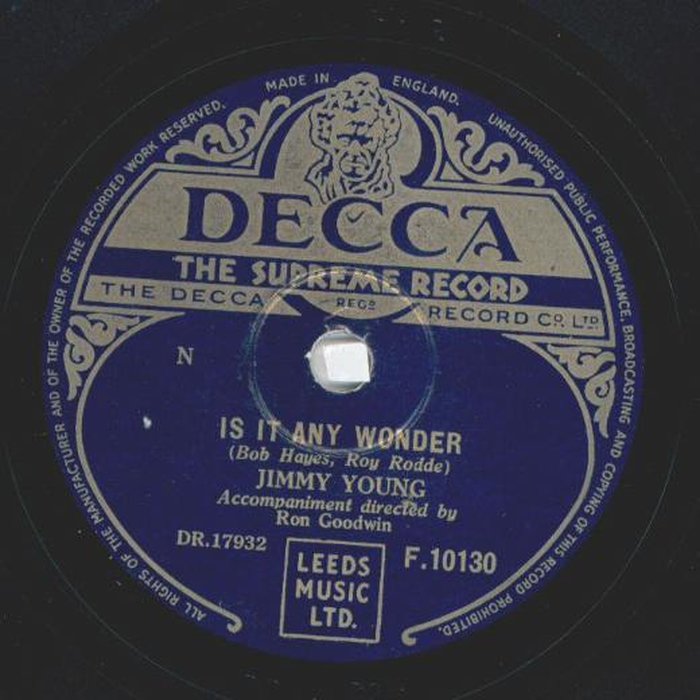 ALL RIGHTS OF THE MANUFACTURER AND OF THE OWNER OF THE RECORDED WORK RESERVED. MADE IN ENGLAND. UNAUTHORISED PUBLIC PERFORMANCE, BROADCASTING AND COPYING OF THIS RECORD PROHIBITED.
DECCA
THE SUPREME RECORD
THE DECCA REGD RECORD CO. LTD.
N
IS IT ANY WONDER
(Bob Hayes, Roy Rodde)
JIMMY YOUNG
Accompaniment directed by
Ron Goodwin
DR.17932
F.10130
LEEDS
MUSIC
LTD.